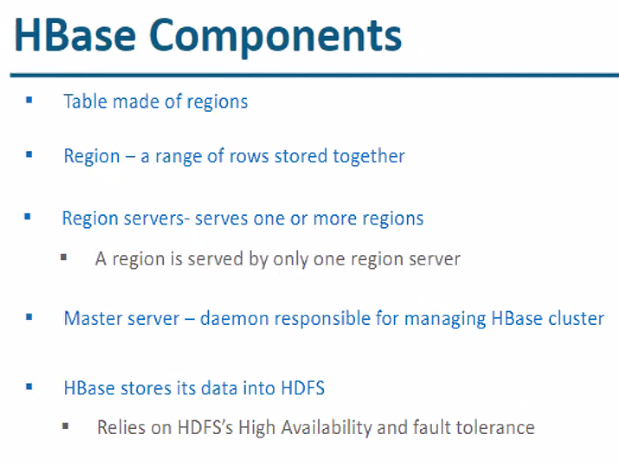 HBase Components
▪ Table made of regions
▪ Region – a range of rows stored together
▪ Region servers- serves one or more regions
▪ A region is served by only one region server
▪ Master server – daemon responsible for managing HBase cluster
▪ HBase stores its data into HDFS
▪ Relies on HDFS's High Availability and fault tolerance